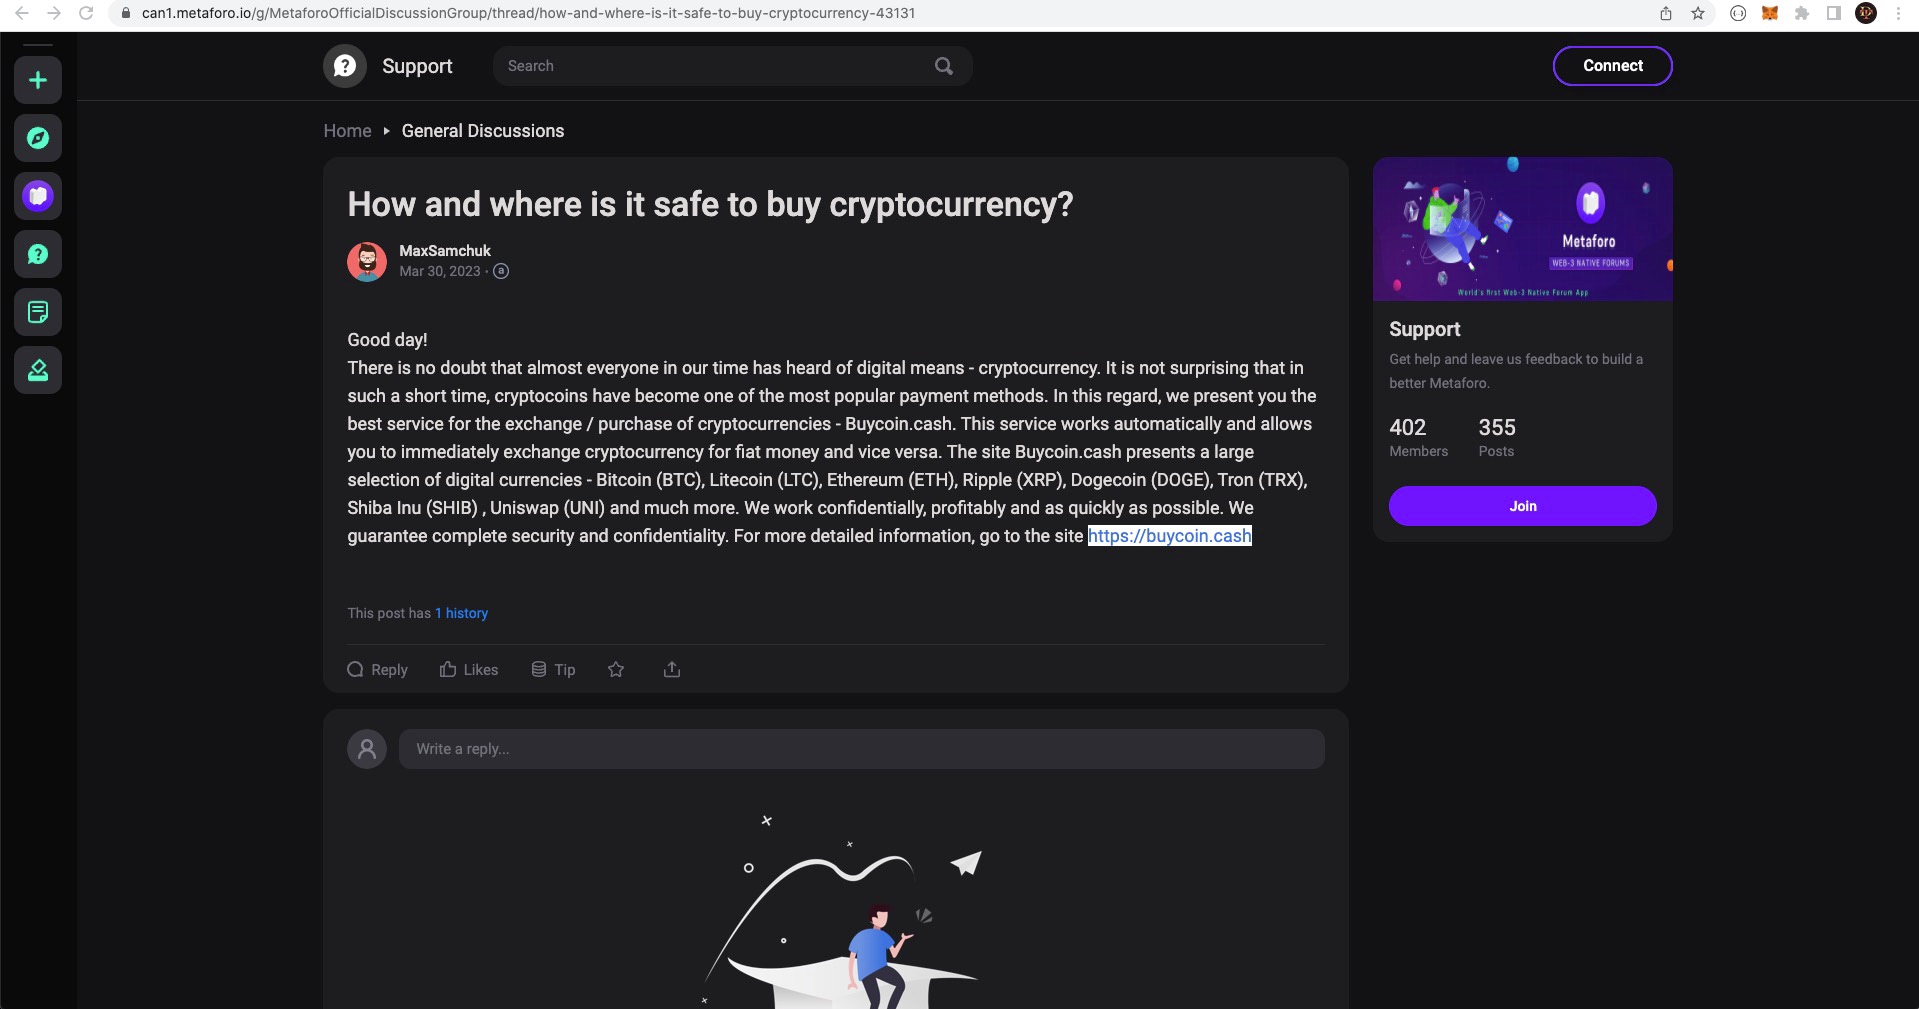 can1.metaforo.io/g/MetaforoOfficialDiscussionGroup/thread/how-and-where-is-it-safe-to-buy-cryptocurrency-43131
Support
Search
Connect
Home
General Discussions
How and where is it safe to buy cryptocurrency?
MaxSamchuk
Mar 30, 2023 · a
Good day!
There is no doubt that almost everyone in our time has heard of digital means - cryptocurrency. It is not surprising that in
such a short time, cryptocoins have become one of the most popular payment methods. In this regard, we present you the
best service for the exchange / purchase of cryptocurrencies - Buycoin.cash. This service works automatically and allows
you to immediately exchange cryptocurrency for fiat money and vice versa. The site Buycoin.cash presents a large
selection of digital currencies - Bitcoin (BTC), Litecoin (LTC), Ethereum (ETH), Ripple (XRP), Dogecoin (DOGE), Tron (TRX),
Shiba Inu (SHIB) , Uniswap (UNI) and much more. We work confidentially, profitably and as quickly as possible. We
guarantee complete security and confidentiality. For more detailed information, go to the site https://buycoin.cash
This post has 1 history
Reply
Likes
Tip
Write a reply...
Metaforo
WEB-3 NATIVE FORUMS
World's first Web-3 Native Forum App
Support
Get help and leave us feedback to build a
better Metaforo.
402 355
Members Posts
Join